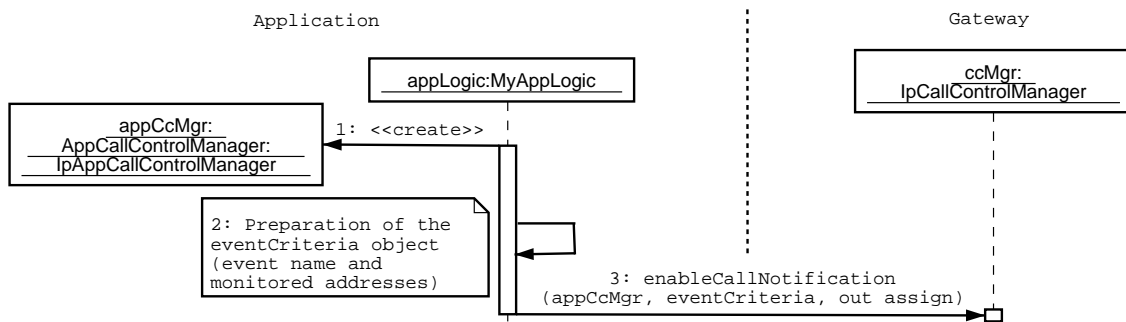 Application
Gateway
appLogic:MyAppLogic
ccMgr:
IpCallControlManager
appCcMgr:
AppCallControlManager:
IpAppCallControlManager
1: <<create>>
2: Preparation of the
eventCriteria object
(event name and
monitored addresses)
3: enableCallNotification
(appCcMgr, eventCriteria, out assign)